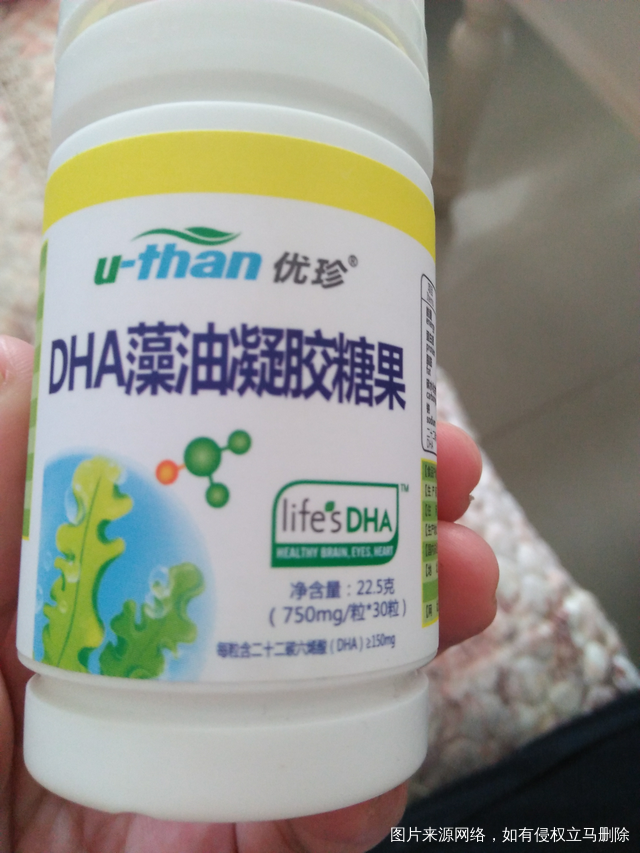 u-than 优珍®
DHA藻油凝胶糖果
life'sDHA™
HEALTHY BRAIN, EYES, HEART
净含量：22.5克
（750mg/粒*30粒）
每粒含二十二碳六烯酸（DHA）≥150mg
图片来源网络，如有侵权立马删除